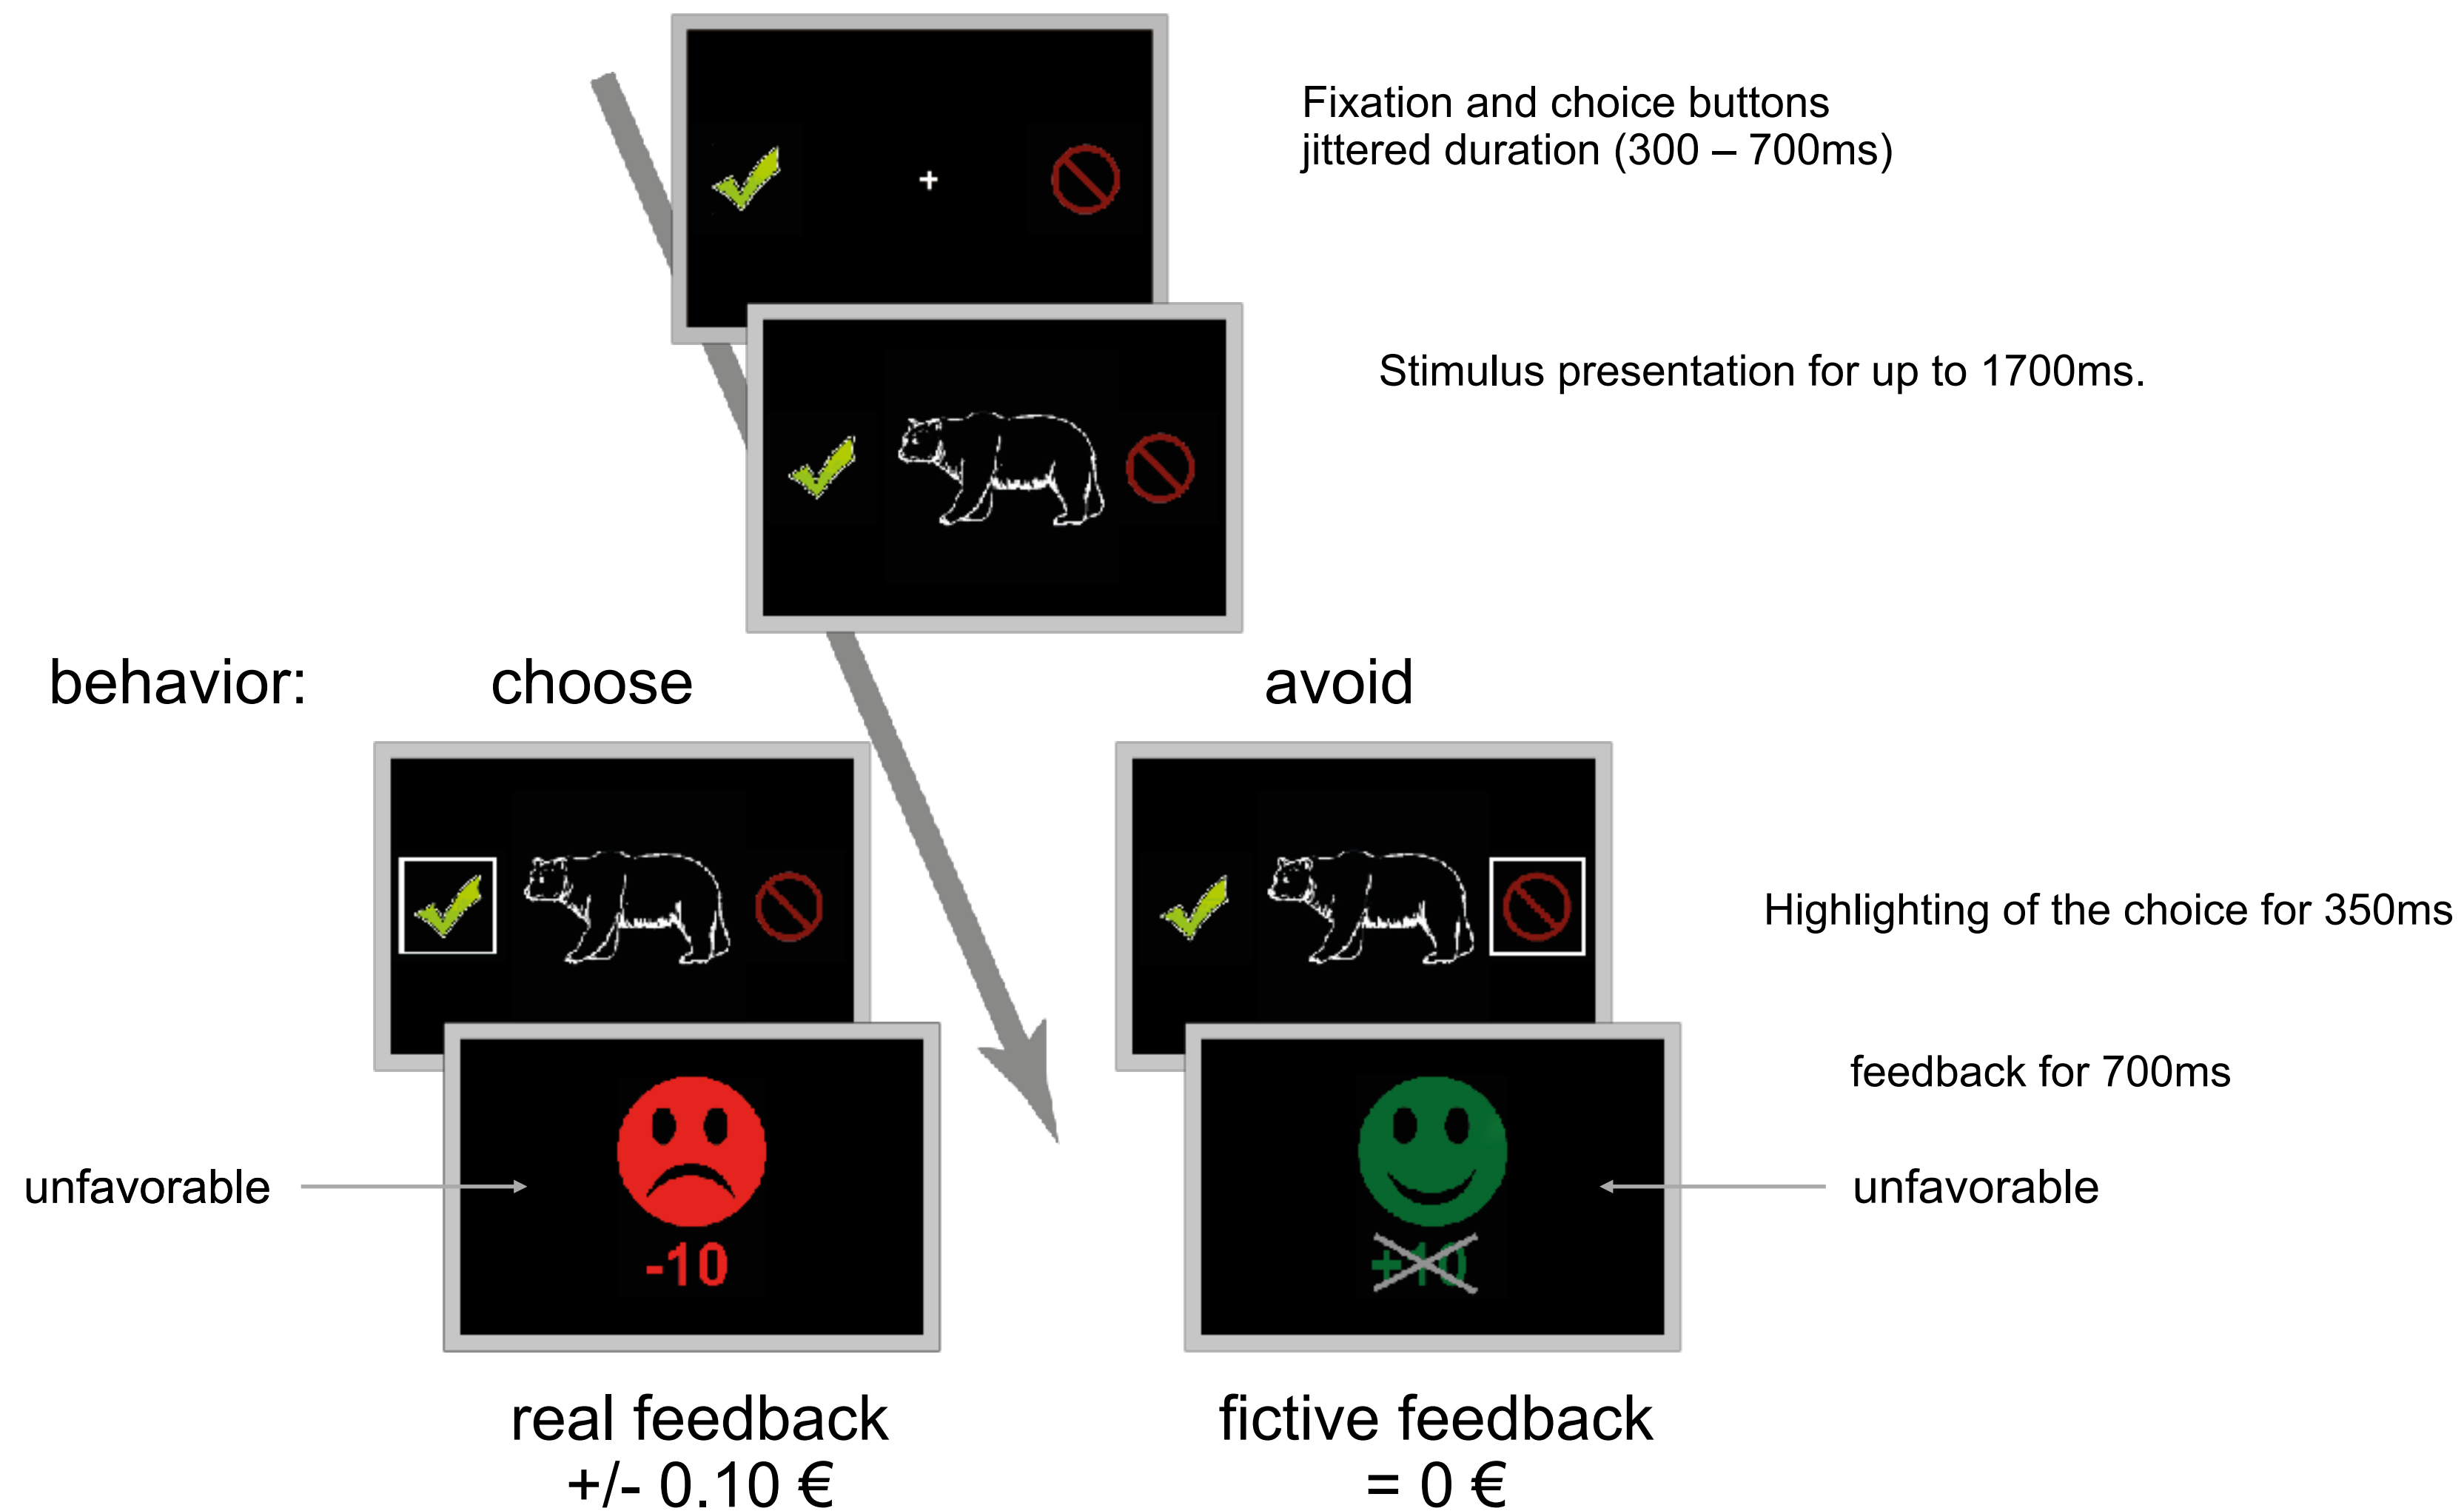 Fixation and choice buttons
jittered duration (300 – 700ms)
Stimulus presentation for up to 1700ms.
behavior:
choose
avoid
Highlighting of the choice for 350ms
feedback for 700ms
unfavorable
unfavorable
-10
+10
real feedback
+/- 0.10 €
fictive feedback
= 0 €